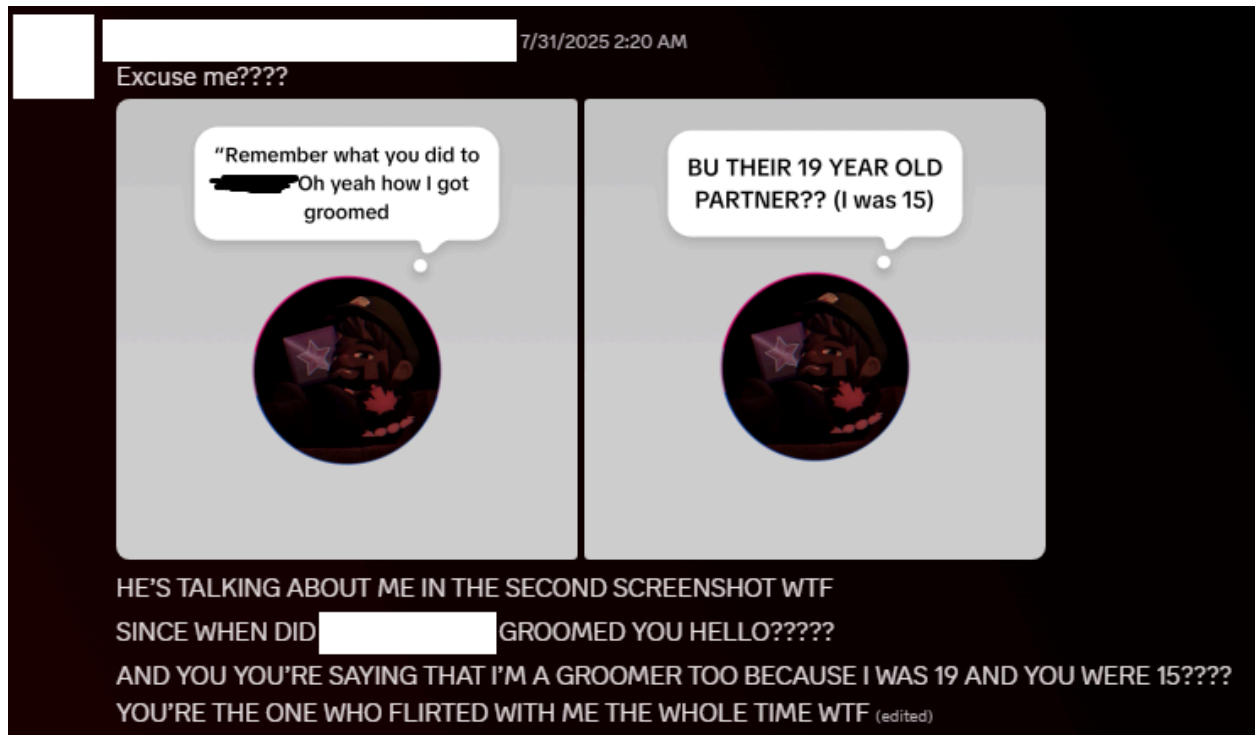 7/31/2025 2:20 AM
Excuse me????
“Remember what you did to
Oh yeah how I got
groomed
BU THEIR 19 YEAR OLD
PARTNER?? (I was 15)
HE’S TALKING ABOUT ME IN THE SECOND SCREENSHOT WTF
SINCE WHEN DID GROOMED YOU HELLO?????
AND YOU YOU’RE SAYING THAT I’M A GROOMER TOO BECAUSE I WAS 19 AND YOU WERE 15????
YOU’RE THE ONE WHO FLIRTED WITH ME THE WHOLE TIME WTF (edited)